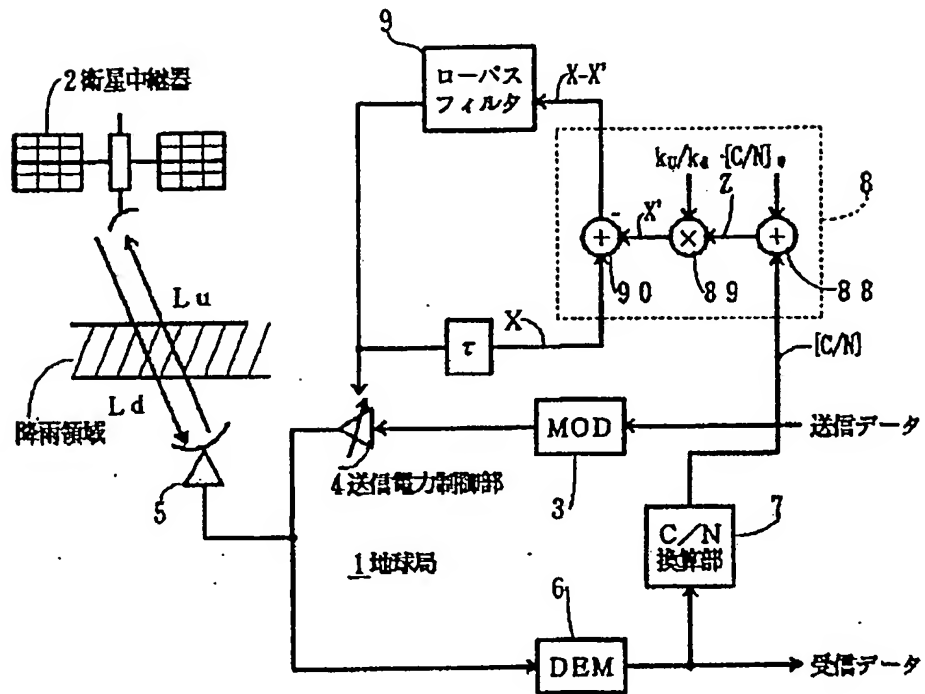 9
ローパス
フィルタ
X-X'
2衛星中継器
ku/kd
-[C/N]
8
X'
Z
+
-
×
+
90
89
88
Lu
X
τ
[C/N]
Ld
降雨領域
MOD
送信データ
4送信電力制御部
3
5
7
C/N
換算部
1地球局
6
DEM
受信データ